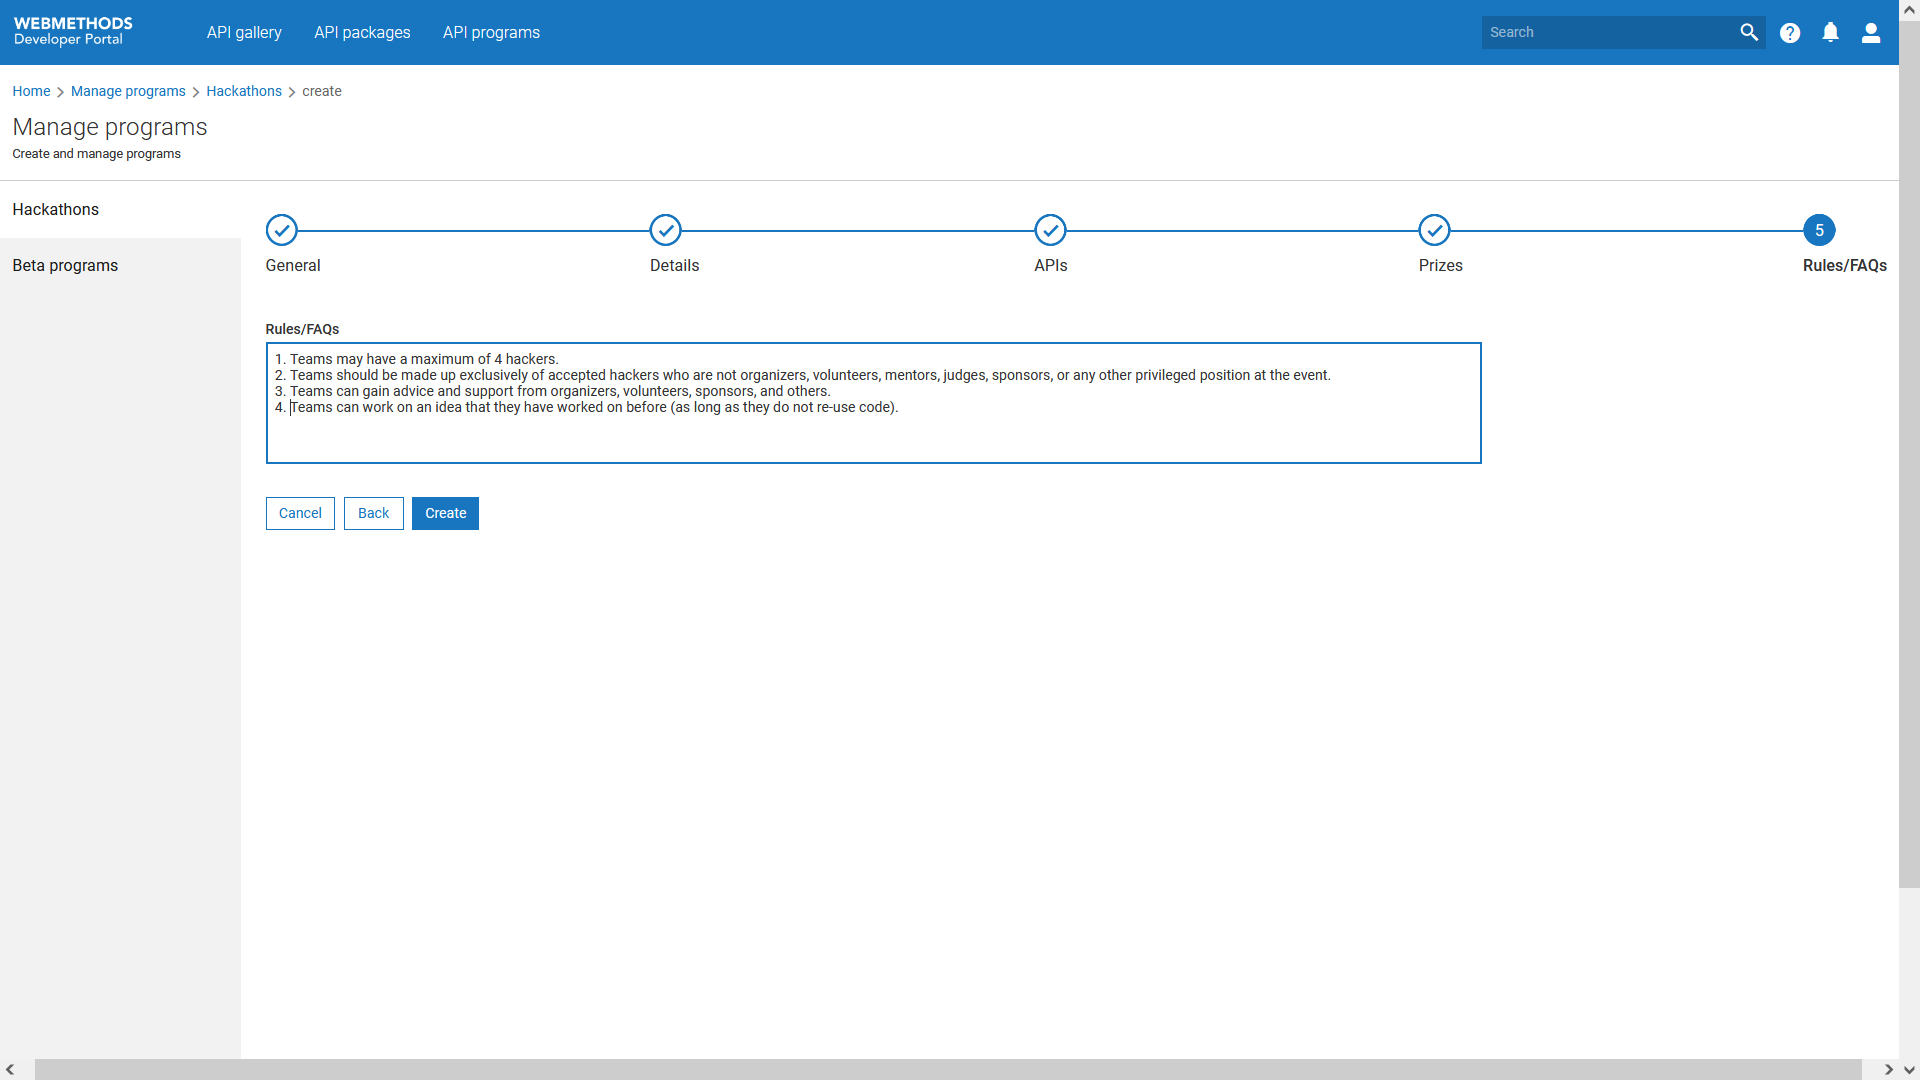 WEBMETHODS
Developer Portal
API gallery
API packages
API programs
Search
Home > Manage programs > Hackathons > create
Manage programs
Create and manage programs
Hackathons
Beta programs
5
General
Details
APIs
Prizes
Rules/FAQs
Rules/FAQs
1. Teams may have a maximum of 4 hackers.
2. Teams should be made up exclusively of accepted hackers who are not organizers, volunteers, mentors, judges, sponsors, or any other privileged position at the event.
3. Teams can gain advice and support from organizers, volunteers, sponsors, and others.
4. Teams can work on an idea that they have worked on before (as long as they do not re-use code).
Cancel
Back
Create